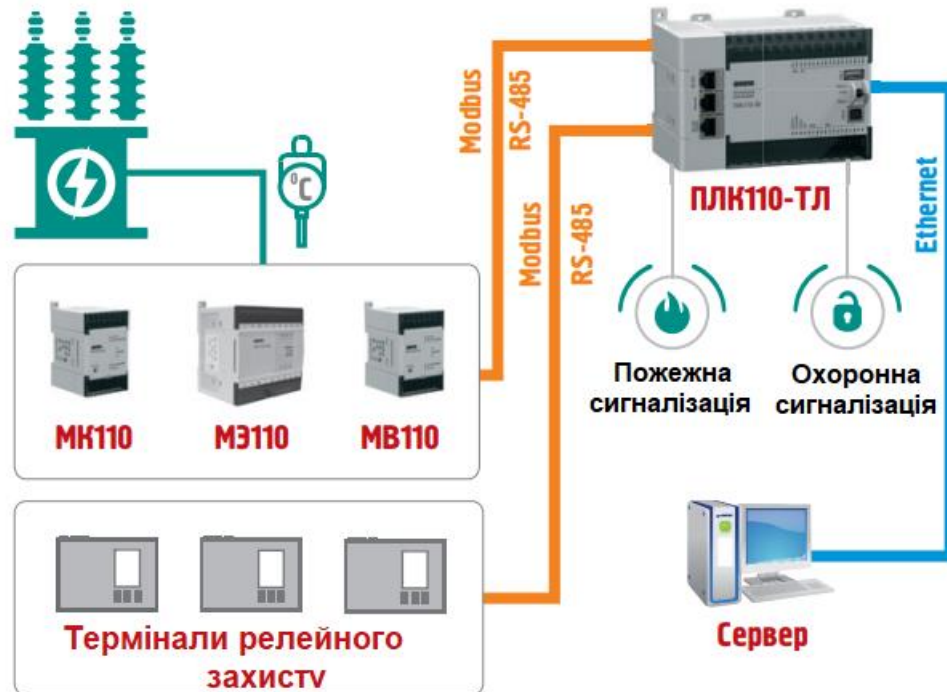 Modbus
RS-485
ПЛК110-ТЛ
Ethernet
°C
Modbus
RS-485
Пожежна
сигналізація
Охоронна
сигналізація
МК110
МЭ110
МВ110
Термінали релейного
захисту
Сервер